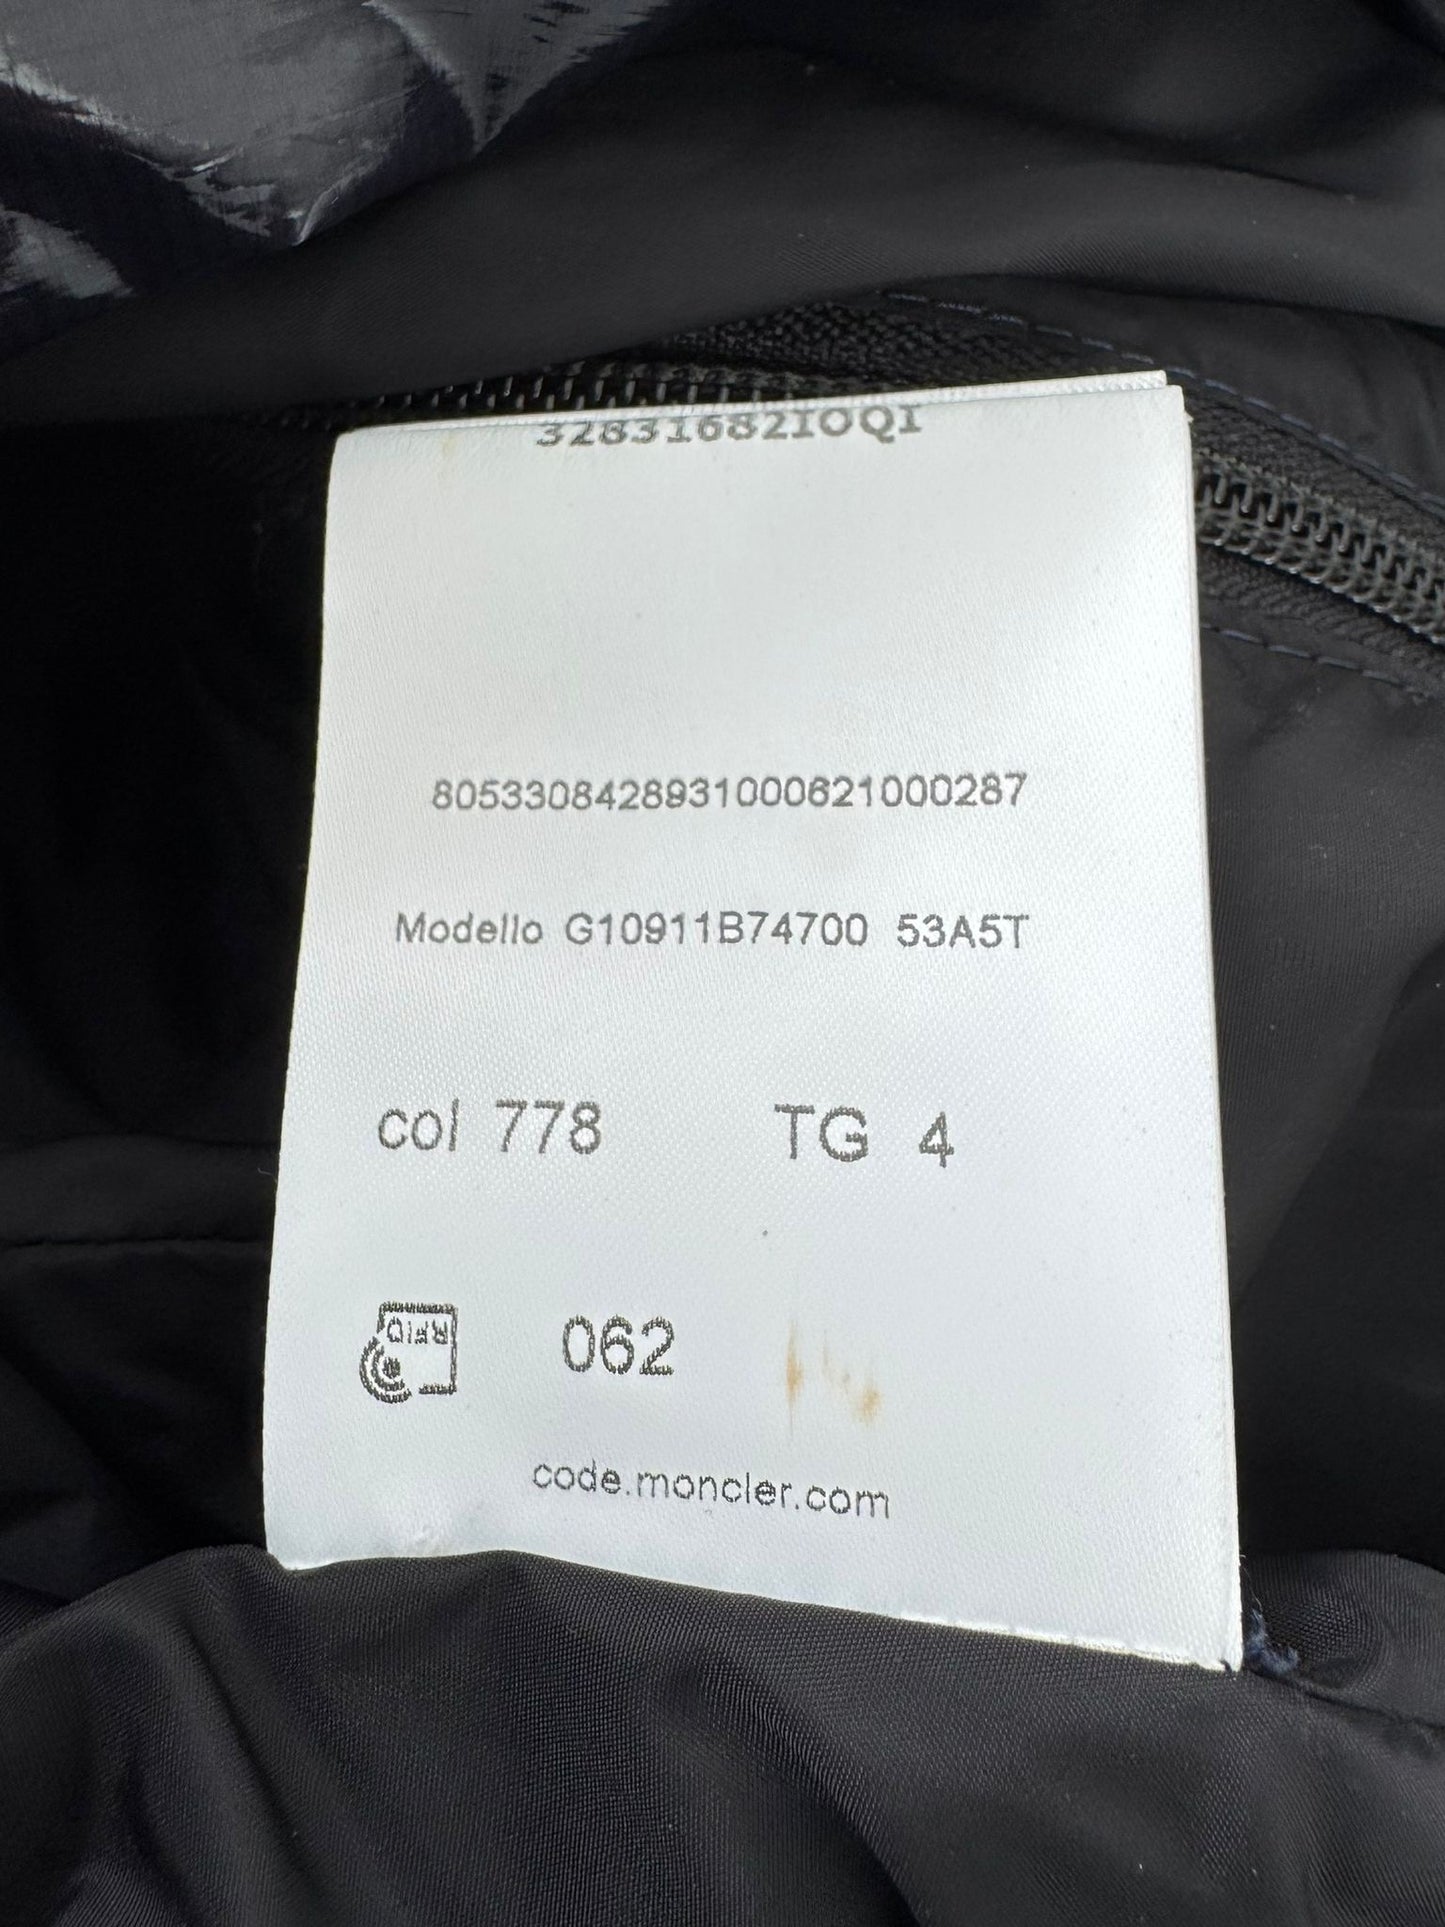 32831682IOQI
8053308428931000621000287
Modello G10911B74700 53A5T
col 778 TG 4
RFID
062
code.moncler.com